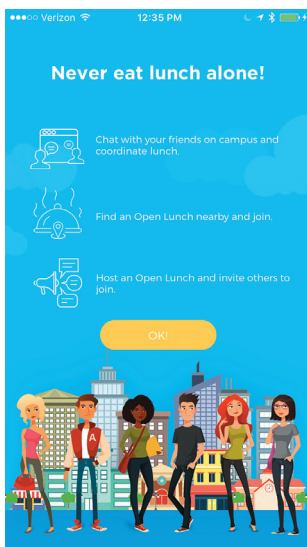 Verizon 12:35 PM
Never eat lunch alone!
Chat with your friends on campus and
coordinate lunch.
Find an Open Lunch nearby and join.
Host an Open Lunch and invite others to
join.
OK!
A